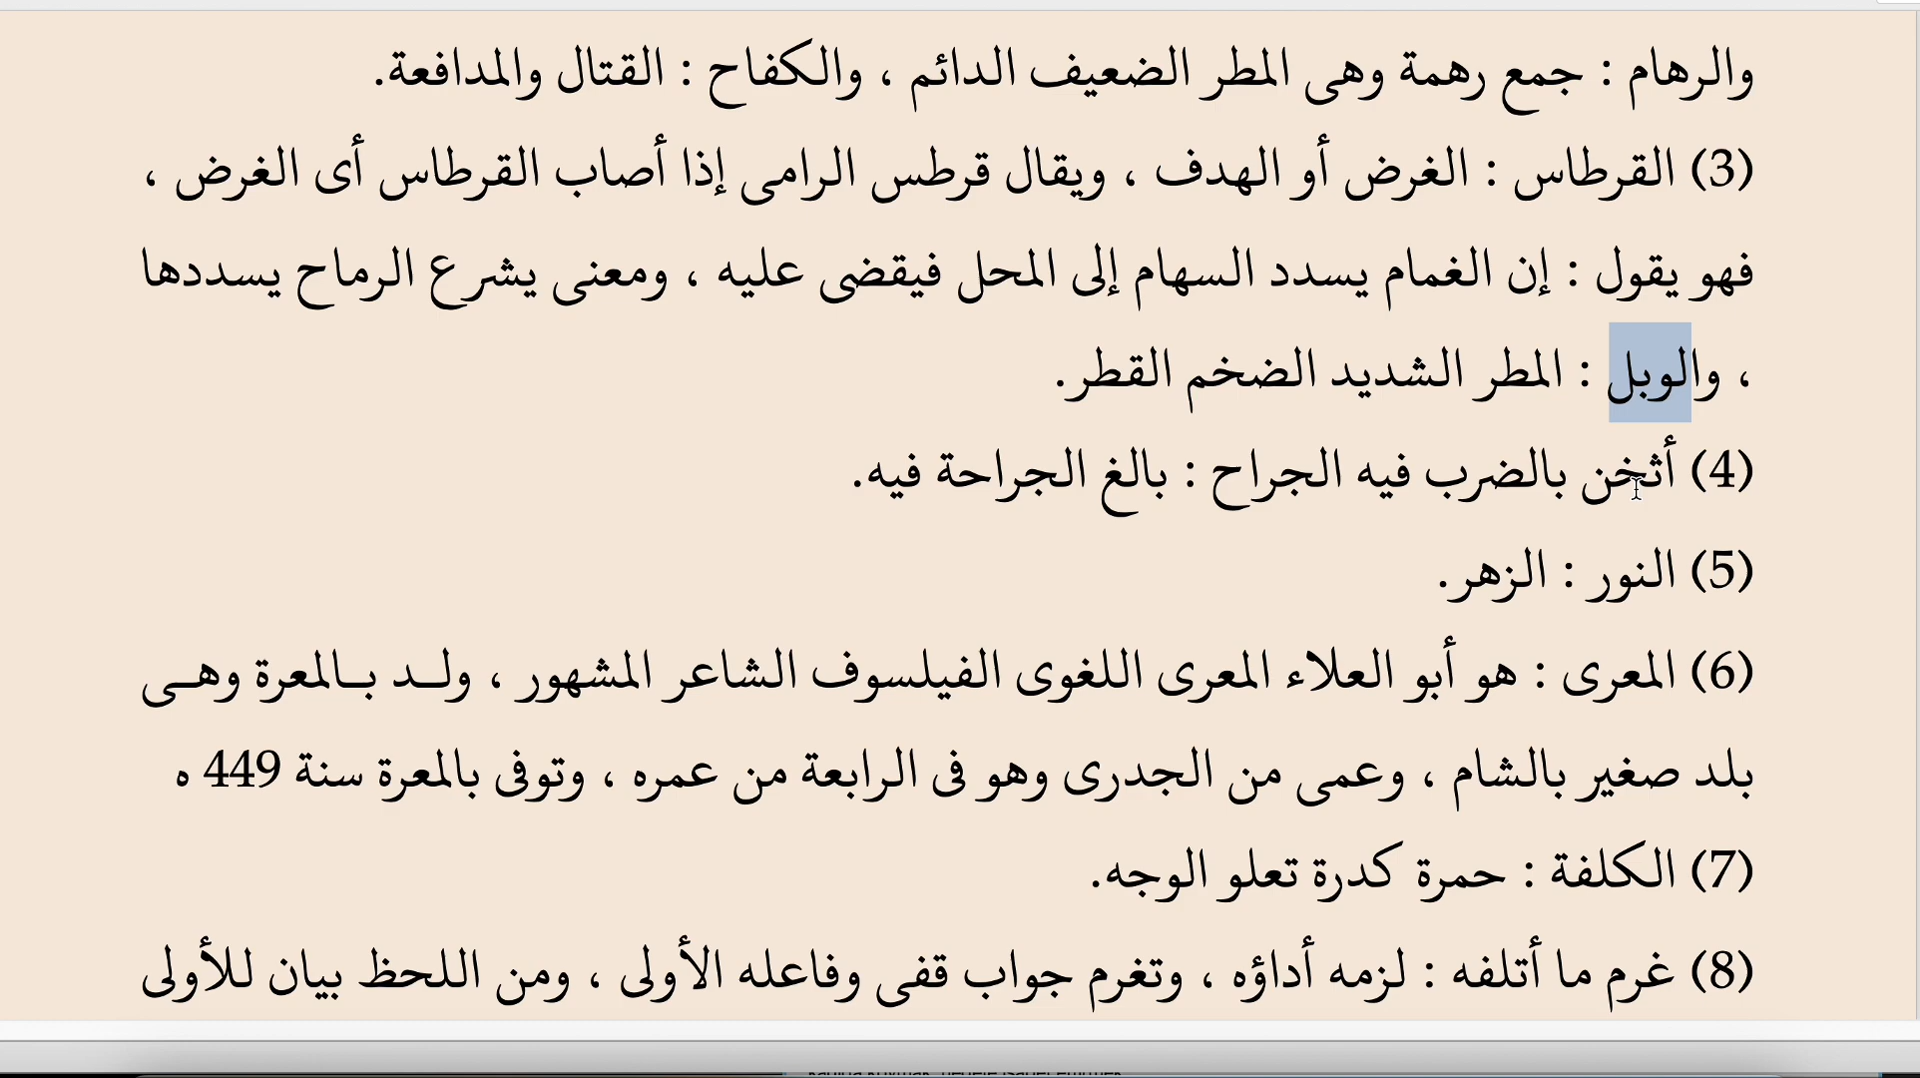 والرهام : جمع رهمة وهى المطر الضعيف الدائم ، والكفاح : القتال والمدافعة.
(3) القرطاس : الغرض أو الهدف ، ويقال قرطس الرامى إذا أصاب القرطاس أى الغرض ،
فهو يقول : إن الغمام يسدد السهام إلى المحل فيقضى عليه ، ومعنى يشرع الرماح يسددها
، والوبل : المطر الشديد الضخم القطر.
(4) أثخن بالضرب فيه الجراح : بالغ الجراحة فيه.
(5) النور : الزهر.
(6) المعرى : هو أبو العلاء المعرى اللغوى الفيلسوف الشاعر المشهور ، ولـد بـالمعرة وهـى
بلد صغير بالشام ، وعمى من الجدرى وهو فى الرابعة من عمره ، وتوفى بالمعرة سنة 449 ه
(7) الكلفة : حمرة كدرة تعلو الوجه.
(8) غرم ما أتلفه : لزمه أداؤه ، وتغرم جواب قفى وفاعله الأولى ، ومن اللحظ بيان للأولى